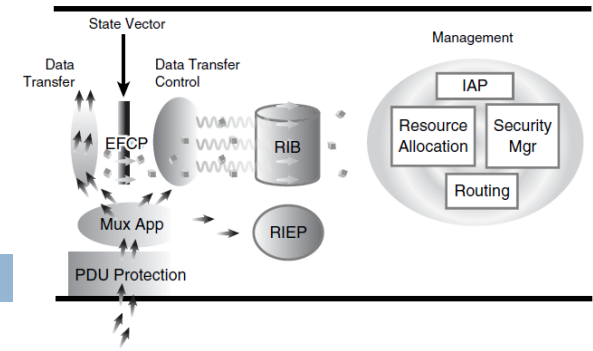 State Vector
Management
Data
Transfer
Data Transfer
Control
IAP
EFCP
RIB
Resource
Allocation
Security
Mgr
Routing
Mux App
RIEP
PDU Protection